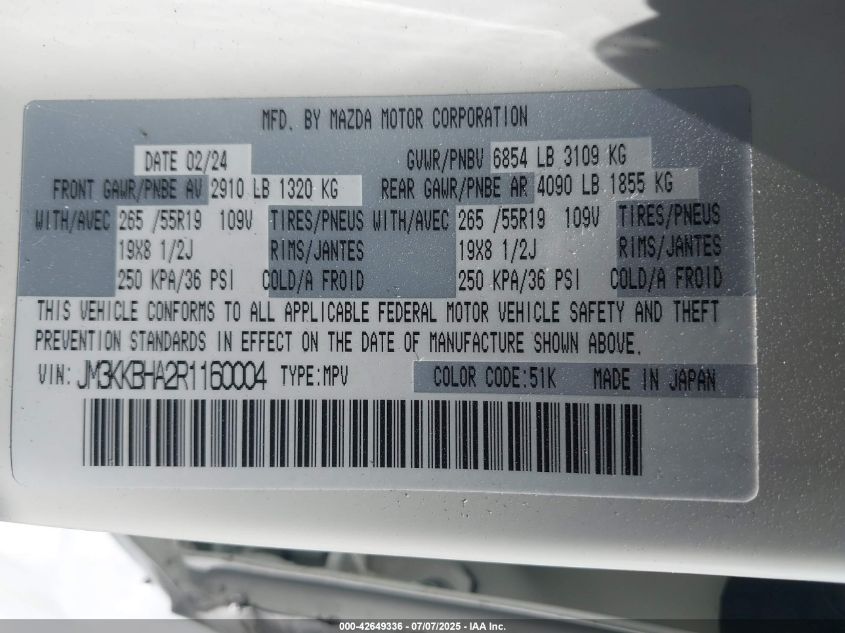 MFD. BY MAZDA MOTOR CORPORATION
DATE 02/24 GVWR/PNBV 6854 LB 3109 KG
FRONT GAWR/PNBE AV 2910 LB 1320 KG REAR GAWR/PNBE AR 4090 LB 1855 KG
WITH/AVEC 265 /55R19 109V TIRES/PNEUS WITH/AVEC 265 /55R19 109V TIRES/PNEUS
19X8 1/2J RIMS/JANTES 19X8 1/2J RIMS/JANTES
250 KPA/36 PSI COLD/A FROID 250 KPA/36 PSI COLD/A FROID
THIS VEHICLE CONFORMS TO ALL APPLICABLE FEDERAL MOTOR VEHICLE SAFETY AND THEFT
PREVENTION STANDARDS IN EFFECT ON THE DATE OF MANUFACTURE SHOWN ABOVE.
VIN: JM3KKBHA2R1160004 TYPE:MPV COLOR CODE:51K MADE IN JAPAN
000-42649336 - 07/07/2025 - IAA Inc.